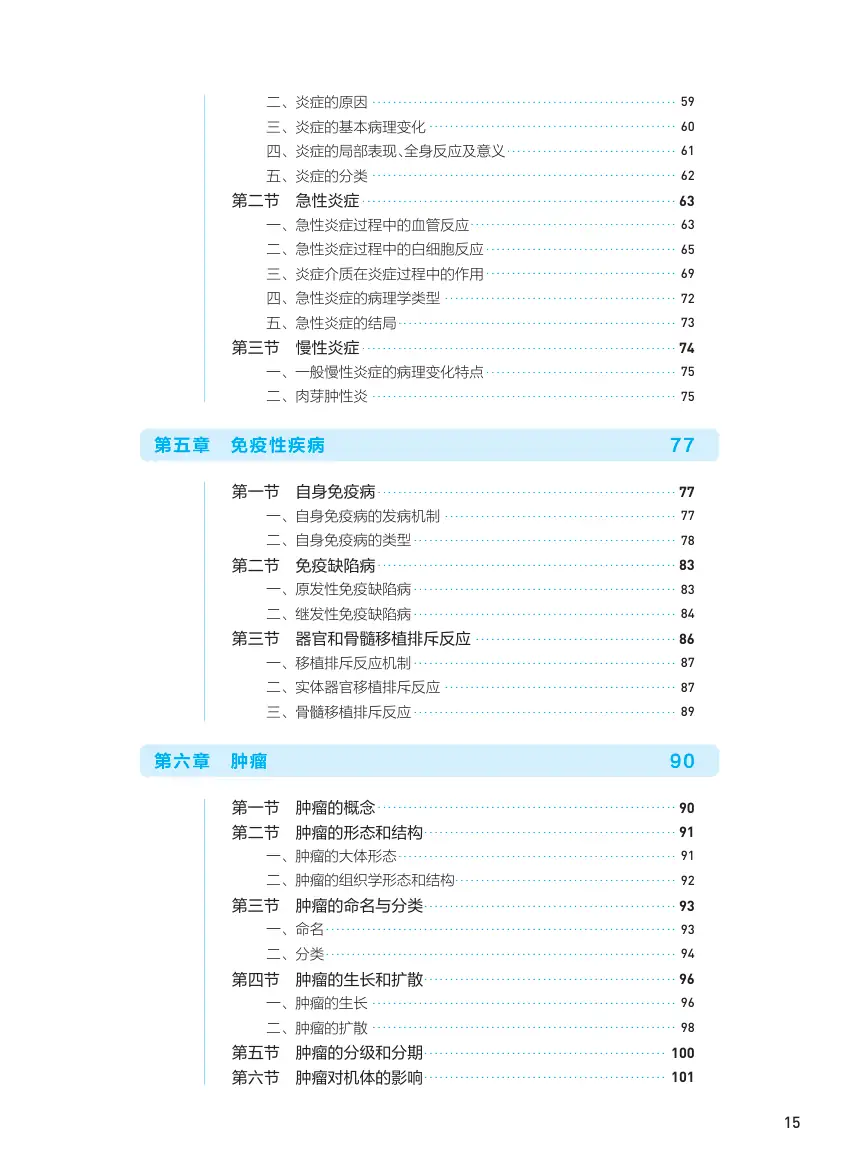 二、炎症的原因 59
三、炎症的基本病理变化 60
四、炎症的局部表现、全身反应及意义 61
五、炎症的分类 62
第二节 急性炎症 63
一、急性炎症过程中的血管反应 63
二、急性炎症过程中的白细胞反应 65
三、炎症介质在炎症过程中的作用 69
四、急性炎症的病理学类型 72
五、急性炎症的结局 73
第三节 慢性炎症 74
一、一般慢性炎症的病理变化特点 75
二、肉芽肿性炎 75
第五章 免疫性疾病 77
第一节 自身免疫病 77
一、自身免疫病的发病机制 77
二、自身免疫病的类型 78
第二节 免疫缺陷病 83
一、原发性免疫缺陷病 83
二、继发性免疫缺陷病 84
第三节 器官和骨髓移植排斥反应 86
一、移植排斥反应机制 87
二、实体器官移植排斥反应 87
三、骨髓移植排斥反应 89
第六章 肿瘤 90
第一节 肿瘤的概念 90
第二节 肿瘤的形态和结构 91
一、肿瘤的大体形态 91
二、肿瘤的组织学形态和结构 92
第三节 肿瘤的命名与分类 93
一、命名 93
二、分类 94
第四节 肿瘤的生长和扩散 96
一、肿瘤的生长 96
二、肿瘤的扩散 98
第五节 肿瘤的分级和分期 100
第六节 肿瘤对机体的影响 101
15